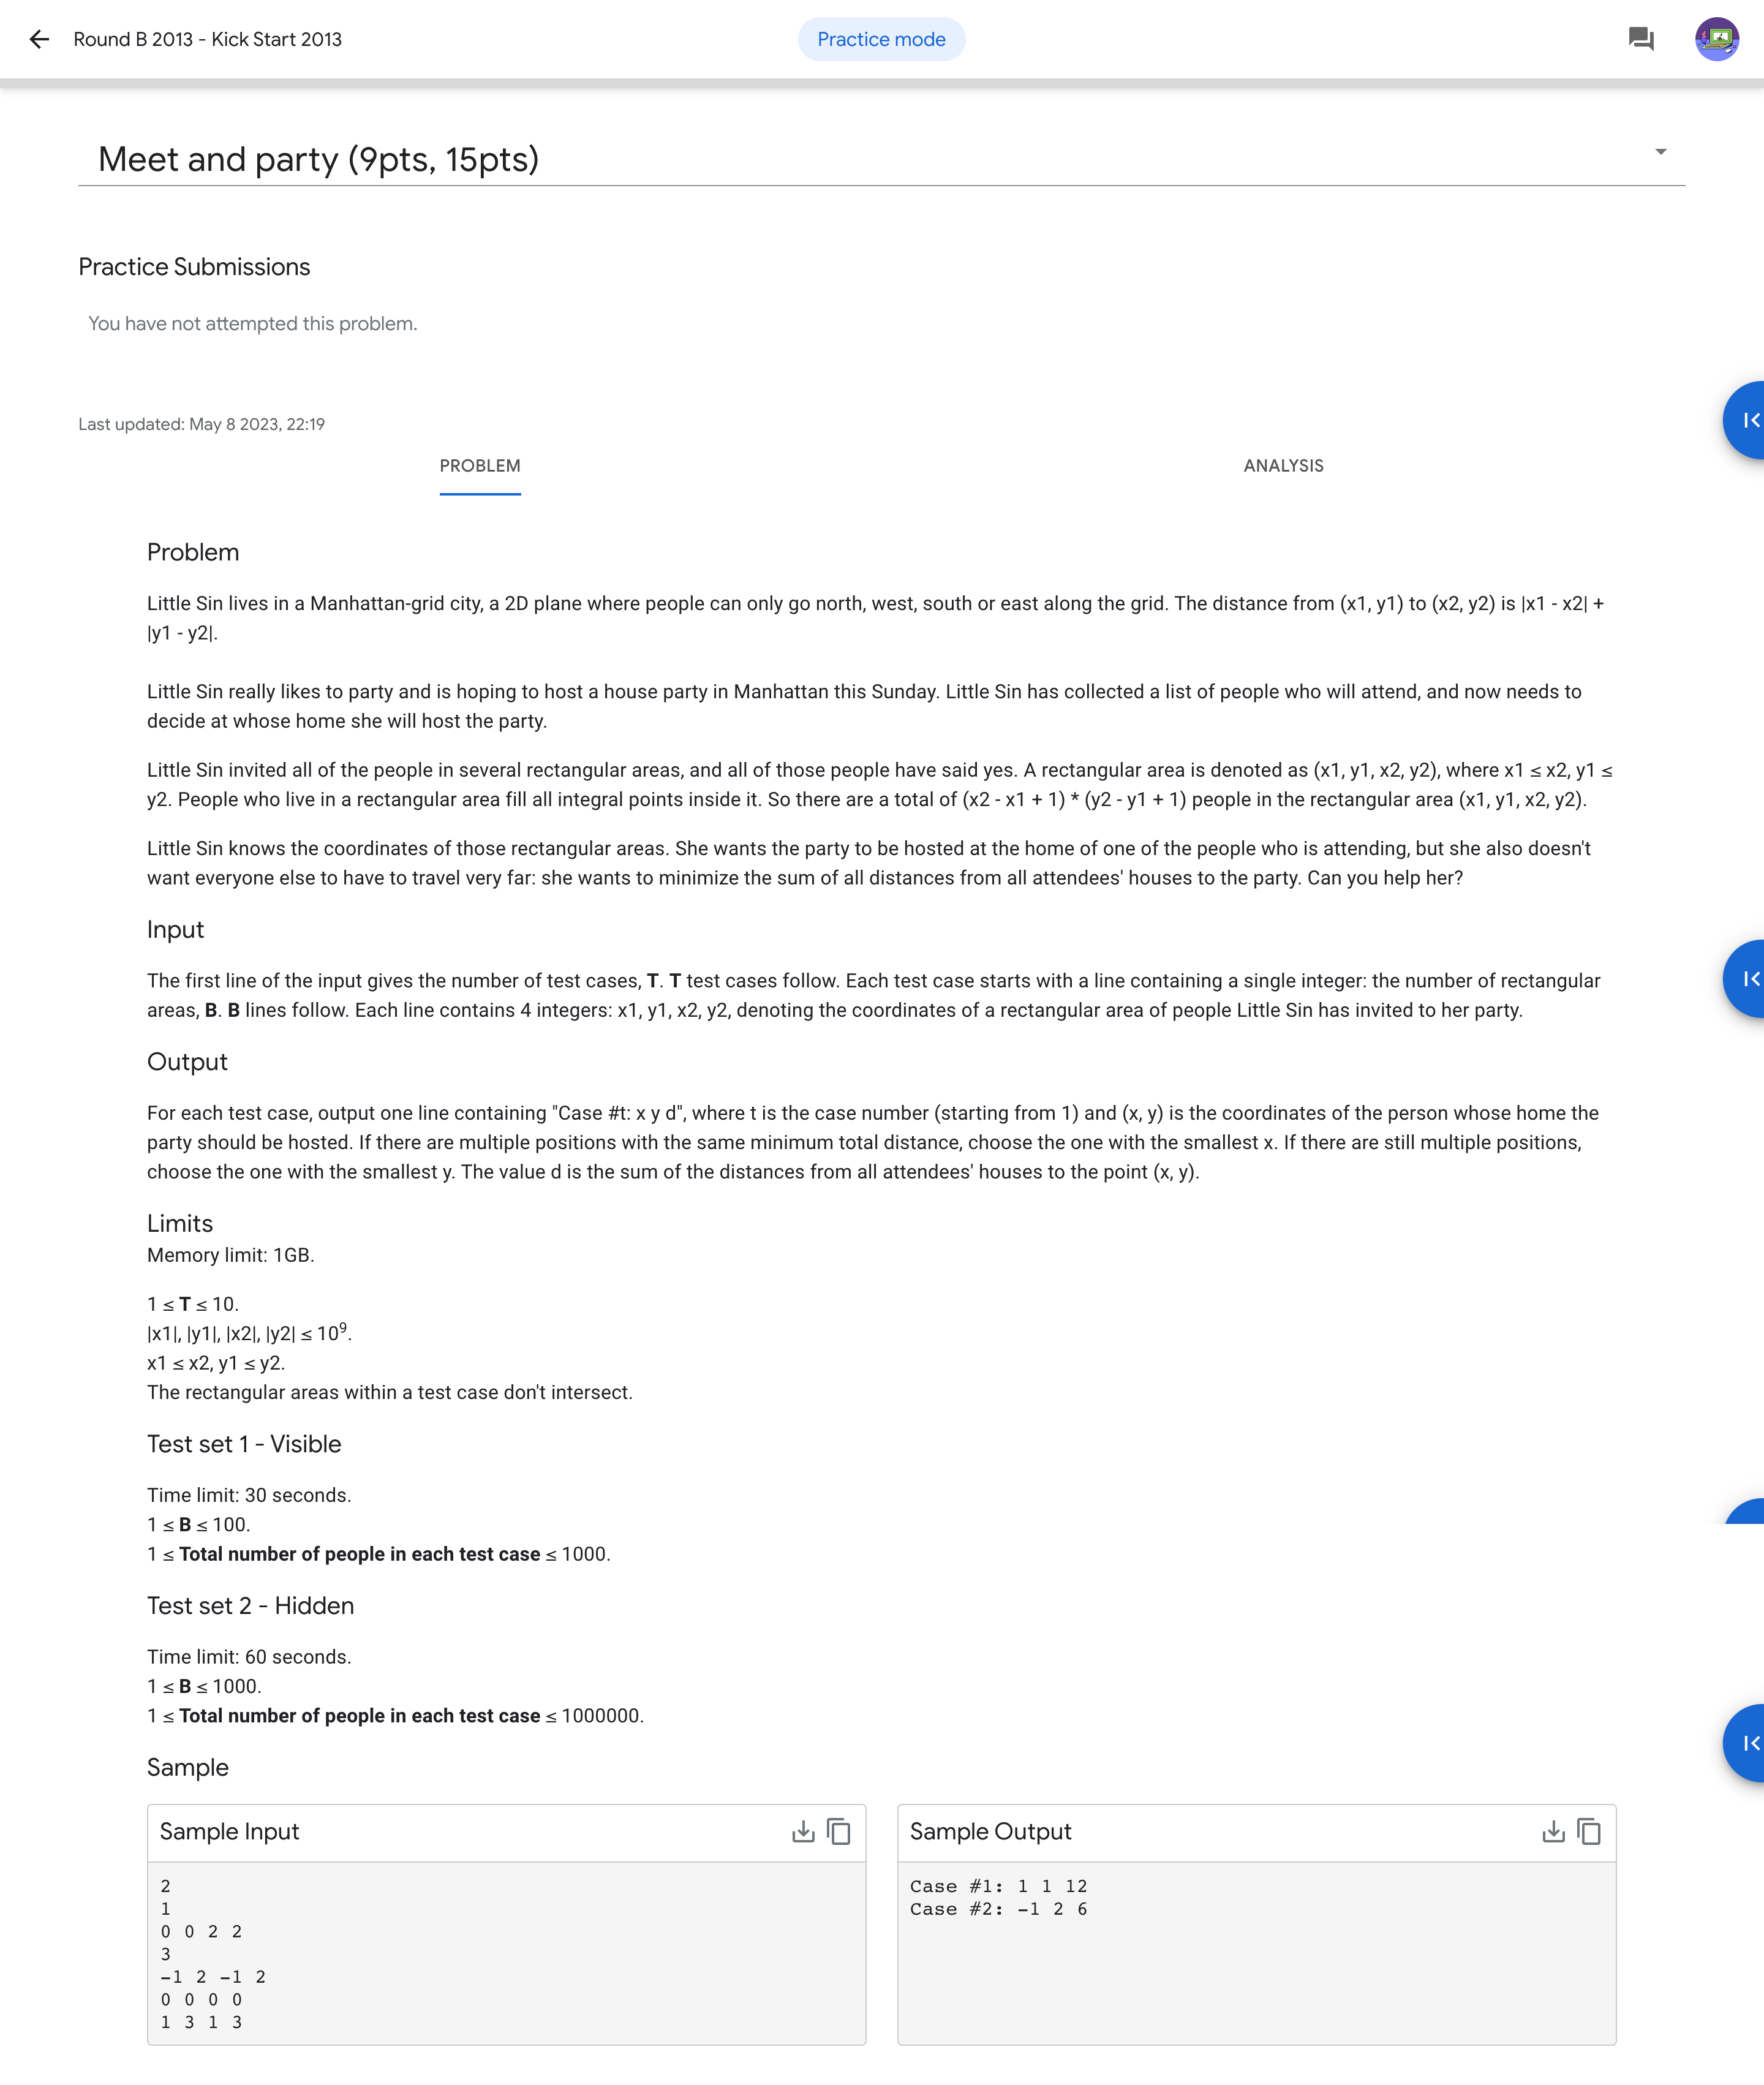 Round B 2013 - Kick Start 2013
Practice mode
Meet and party (9pts, 15pts)
Practice Submissions
You have not attempted this problem.
Last updated: May 8 2023, 22:19
PROBLEM
ANALYSIS
Problem
Little Sin lives in a Manhattan-grid city, a 2D plane where people can only go north, west, south or east along the grid. The distance from (x1, y1) to (x2, y2) is |x1 - x2| +
|y1 - y2|.
Little Sin really likes to party and is hoping to host a house party in Manhattan this Sunday. Little Sin has collected a list of people who will attend, and now needs to
decide at whose home she will host the party.
Little Sin invited all of the people in several rectangular areas, and all of those people have said yes. A rectangular area is denoted as (x1, y1, x2, y2), where x1 ≤ x2, y1 ≤
y2. People who live in a rectangular area fill all integral points inside it. So there are a total of (x2 - x1 + 1) * (y2 - y1 + 1) people in the rectangular area (x1, y1, x2, y2).
Little Sin knows the coordinates of those rectangular areas. She wants the party to be hosted at the home of one of the people who is attending, but she also doesn't
want everyone else to have to travel very far: she wants to minimize the sum of all distances from all attendees' houses to the party. Can you help her?
Input
The first line of the input gives the number of test cases, T. T test cases follow. Each test case starts with a line containing a single integer: the number of rectangular
areas, B. B lines follow. Each line contains 4 integers: x1, y1, x2, y2, denoting the coordinates of a rectangular area of people Little Sin has invited to her party.
Output
For each test case, output one line containing "Case #t: x y d", where t is the case number (starting from 1) and (x, y) is the coordinates of the person whose home the
party should be hosted. If there are multiple positions with the same minimum total distance, choose the one with the smallest x. If there are still multiple positions,
choose the one with the smallest y. The value d is the sum of the distances from all attendees' houses to the point (x, y).
Limits
Memory limit: 1GB.
1 ≤ T ≤ 10.
|x1|, |y1|, |x2|, |y2| ≤ 10⁹.
x1 ≤ x2, y1 ≤ y2.
The rectangular areas within a test case don't intersect.
Test set 1 - Visible
Time limit: 30 seconds.
1 ≤ B ≤ 100.
1 ≤ Total number of people in each test case ≤ 1000.
Test set 2 - Hidden
Time limit: 60 seconds.
1 ≤ B ≤ 1000.
1 ≤ Total number of people in each test case ≤ 1000000.
Sample
Sample Input
2
1
0 0 2 2
3
-1 2 -1 2
0 0 0 0
1 3 1 3
Sample Output
Case #1: 1 1 12
Case #2: -1 2 6